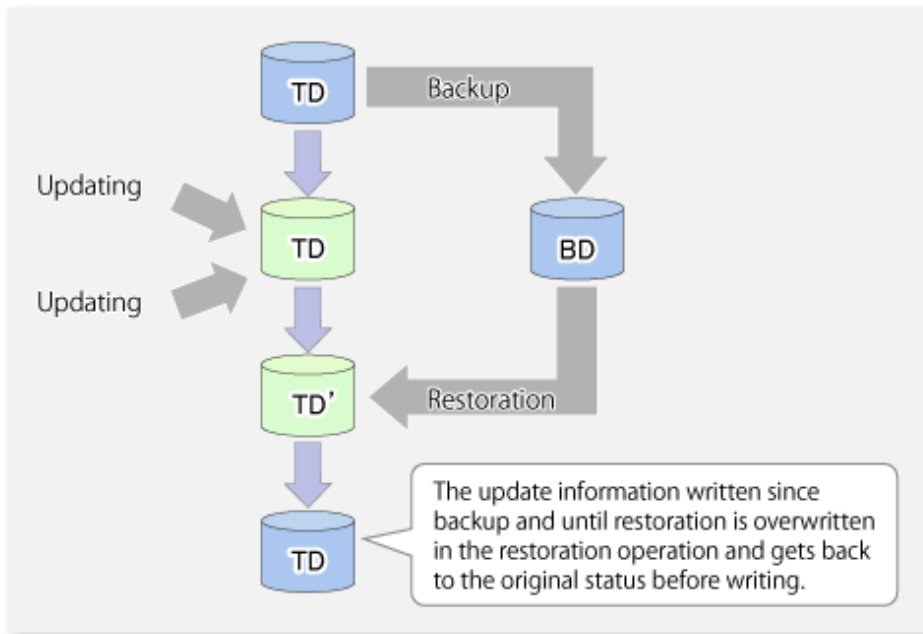 TD
Backup
Updating
TD
BD
Updating
TD’
Restoration
The update information written since
backup and until restoration is overwritten
in the restoration operation and gets back
to the original status before writing.
TD